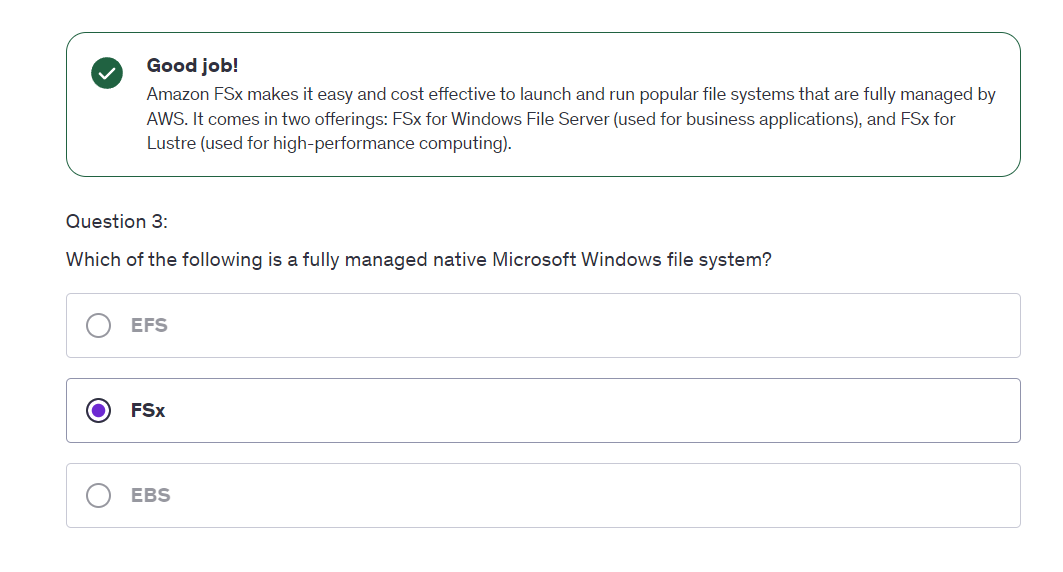 Good job!
Amazon FSx makes it easy and cost effective to launch and run popular file systems that are fully managed by
AWS. It comes in two offerings: FSx for Windows File Server (used for business applications), and FSx for
Lustre (used for high-performance computing).
Question 3:
Which of the following is a fully managed native Microsoft Windows file system?
EFS
FSx
EBS